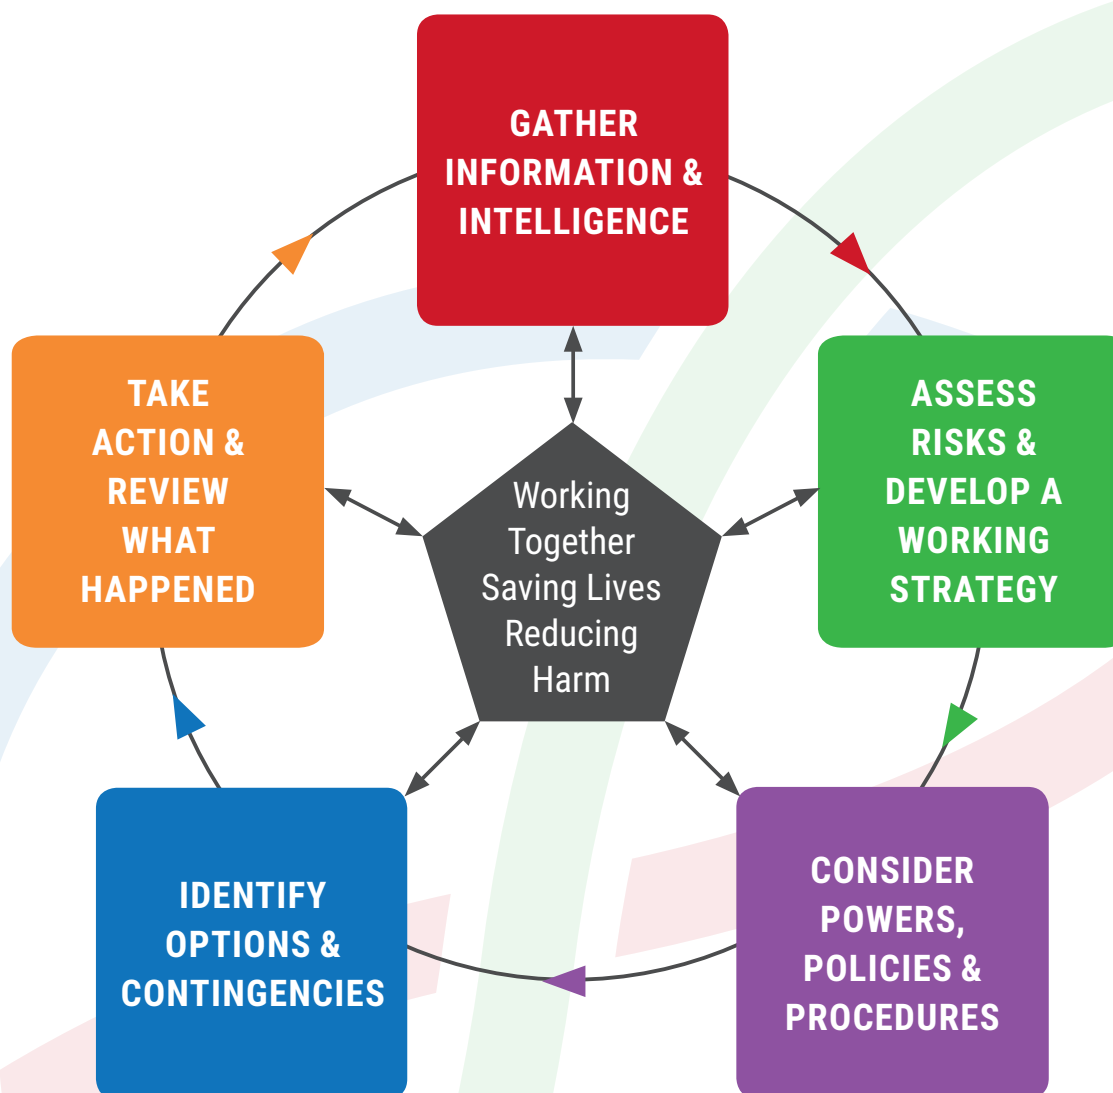 GATHER
INFORMATION &
INTELLIGENCE
TAKE
ACTION &
REVIEW
WHAT
HAPPENED
ASSESS
RISKS &
DEVELOP A
WORKING
STRATEGY
Working
Together
Saving Lives
Reducing
Harm
IDENTIFY
OPTIONS &
CONTINGENCIES
CONSIDER
POWERS,
POLICIES &
PROCEDURES